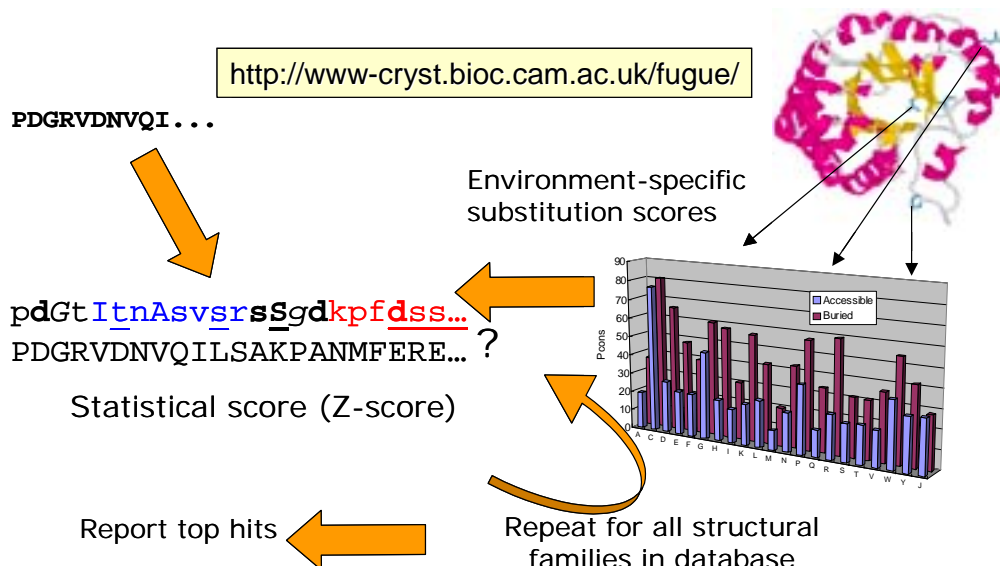 http://www-cryst.bioc.cam.ac.uk/fugue/
PDGRVDNVQI...
Environment-specific
substitution scores
pdGtItnAsvsrsSgdkpfdss…
PDGRVDNVQILSAKPANMFERE… ?
Statistical score (Z-score)
90
80
70
60
50
40
30
20
10
0
Pcons
Accessible
Buried
A C D E F G H I K L M N P Q R S T V W Y J
Report top hits
Repeat for all structural
families in database